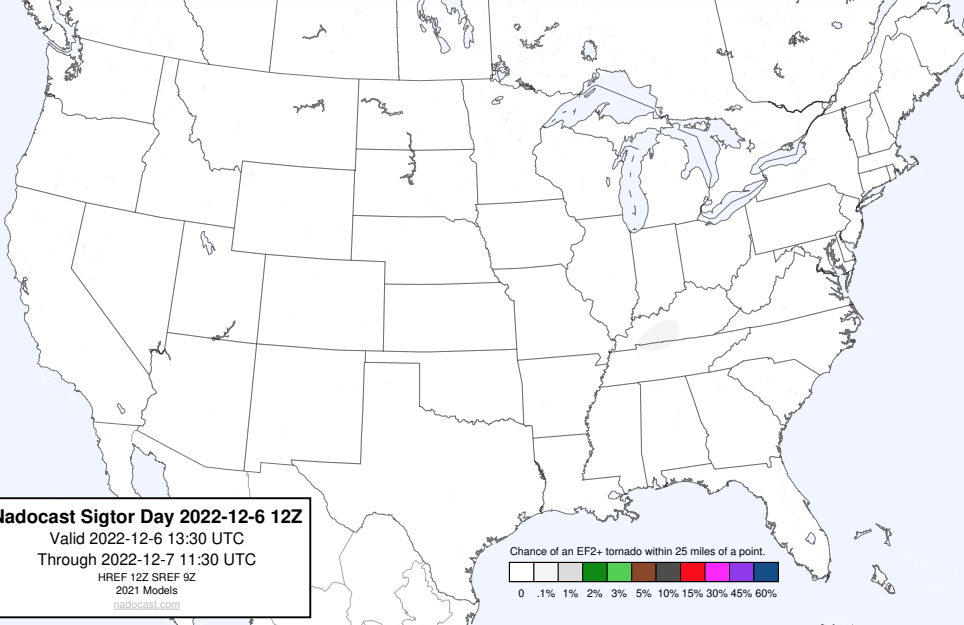 Nadocast Sigtor Day 2022-12-6 12Z
Valid 2022-12-6 13:30 UTC
Through 2022-12-7 11:30 UTC
HREF 12Z SREF 9Z
2021 Models
nadocast.com
Chance of an EF2+ tornado within 25 miles of a point.
0 .1% 1% 2% 3% 5% 10% 15% 30% 45% 60%